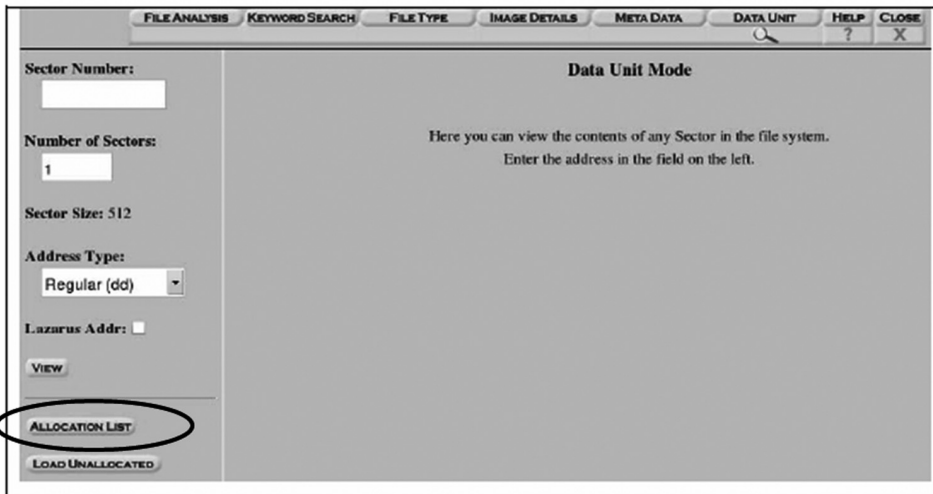 FILE ANALYSIS KEYWORD SEARCH FILE TYPE IMAGE DETAILS META DATA DATA UNIT HELP CLOSE
? X
Sector Number:
Number of Sectors:
1
Sector Size: 512
Address Type:
Regular (dd)
Lazarus Addr:
VIEW
ALLOCATION LIST
LOAD UNALLOCATED
Data Unit Mode
Here you can view the contents of any Sector in the file system.
Enter the address in the field on the left.